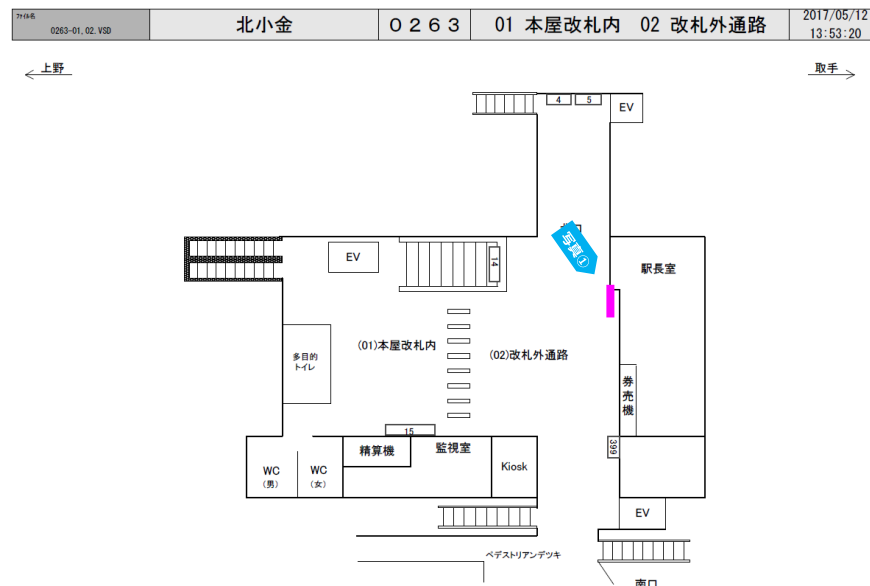 ファイル名
0263-01, 02. VSD
北小金
０２６３
01 本屋改札内 02 改札外通路
2017/05/12
13:53:20
上野
取手
4
5
EV
写真①
EV
14
駅長室
(01)本屋改札内
(02)改札外通路
多目的
トイレ
券売機
15
399
精算機
監視室
Kiosk
WC
(男)
WC
(女)
EV
ペデストリアンデツキ
南口